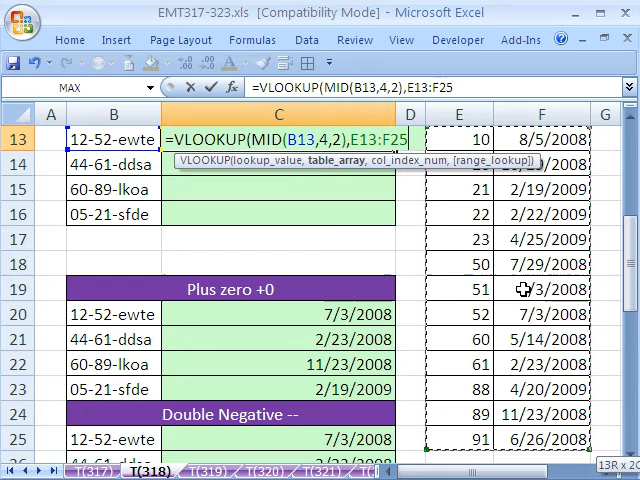 EMT317-323.xls [Compatibility Mode] - Microsoft Excel
Home Insert Page Layout Formulas Data Review View Developer Add-Ins
MAX =VLOOKUP(MID(B13,4,2),E13:F25
A B C D E F G
13 12-52-ewte =VLOOKUP(MID(B13,4,2),E13:F25 10 8/5/2008
VLOOKUP(lookup_value, table_array, col_index_num, [range_lookup])
14 44-61-ddsa
15 60-89-lkoa 21 2/19/2009
16 05-21-sfde 22 2/22/2009
17 23 4/25/2009
18 50 7/29/2008
19 Plus zero +0 51 /3/2008
20 12-52-ewte 7/3/2008 52 7/3/2008
21 44-61-ddsa 2/23/2008 60 5/14/2008
22 60-89-lkoa 11/23/2008 61 2/23/2008
23 05-21-sfde 2/19/2009 88 4/20/2009
24 Double Negative -- 89 11/23/2008
25 12-52-ewte 7/3/2008 91 6/26/2008
T(317) T(318) T(319) T(320) T(321) T(
13R x 2